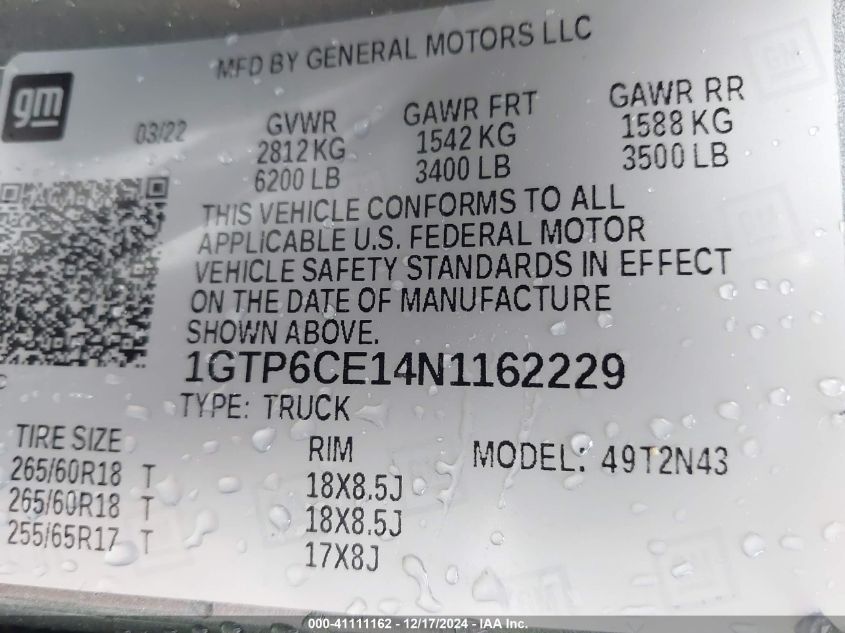 MFD BY GENERAL MOTORS LLC
gm
03/22
GVWR
2812 KG
6200 LB
GAWR FRT
1542 KG
3400 LB
GAWR RR
1588 KG
3500 LB
THIS VEHICLE CONFORMS TO ALL
APPLICABLE U.S. FEDERAL MOTOR
VEHICLE SAFETY STANDARDS IN EFFECT
ON THE DATE OF MANUFACTURE
SHOWN ABOVE.
1GTP6CE14N1162229
TYPE: TRUCK
TIRE SIZE
265/60R18 T
265/60R18 T
255/65R17 T
RIM
18X8.5J
18X8.5J
17X8J
MODEL: 49T2N43
000-41111162 - 12/17/2024 - IAA Inc.